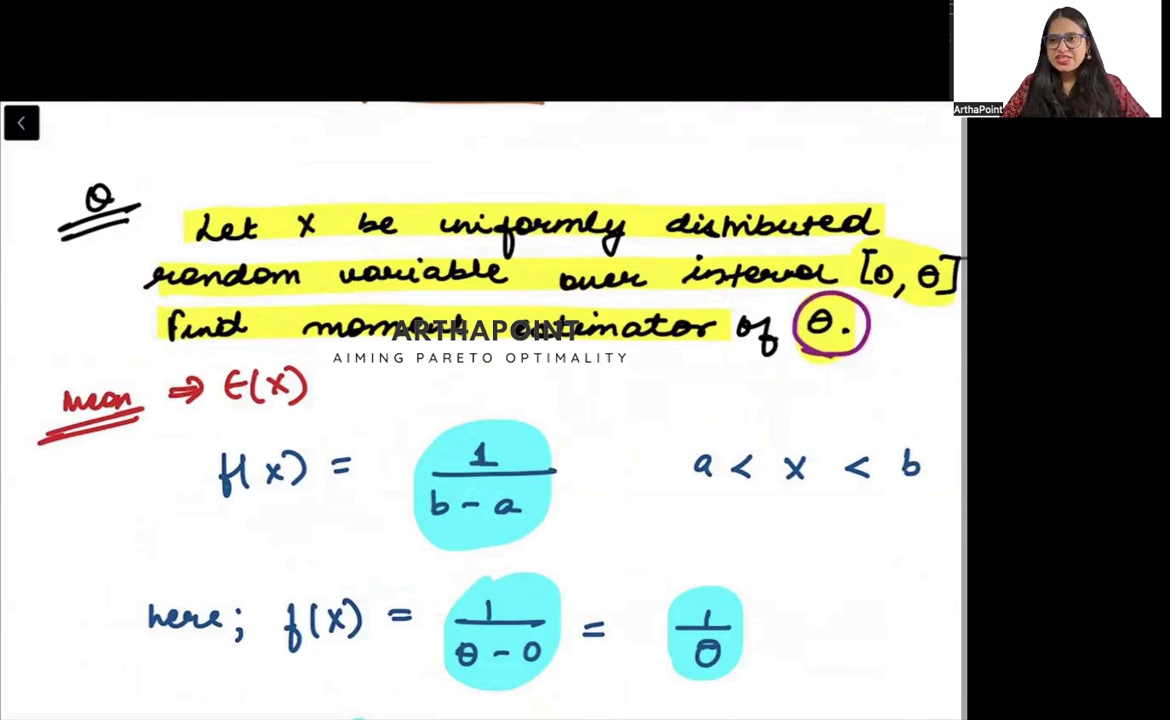 ArthaPoint
Q
Let X be uniformly distributed
random variable over interval [0, θ]
Find moment estimator of θ.
ARTHAPOINT
AIMING PARETO OPTIMALITY
mean ⇒ E(X)
f(x) = 1 / b - a    a < x < b
here; f(x) = 1 / θ - 0 = 1 / θ